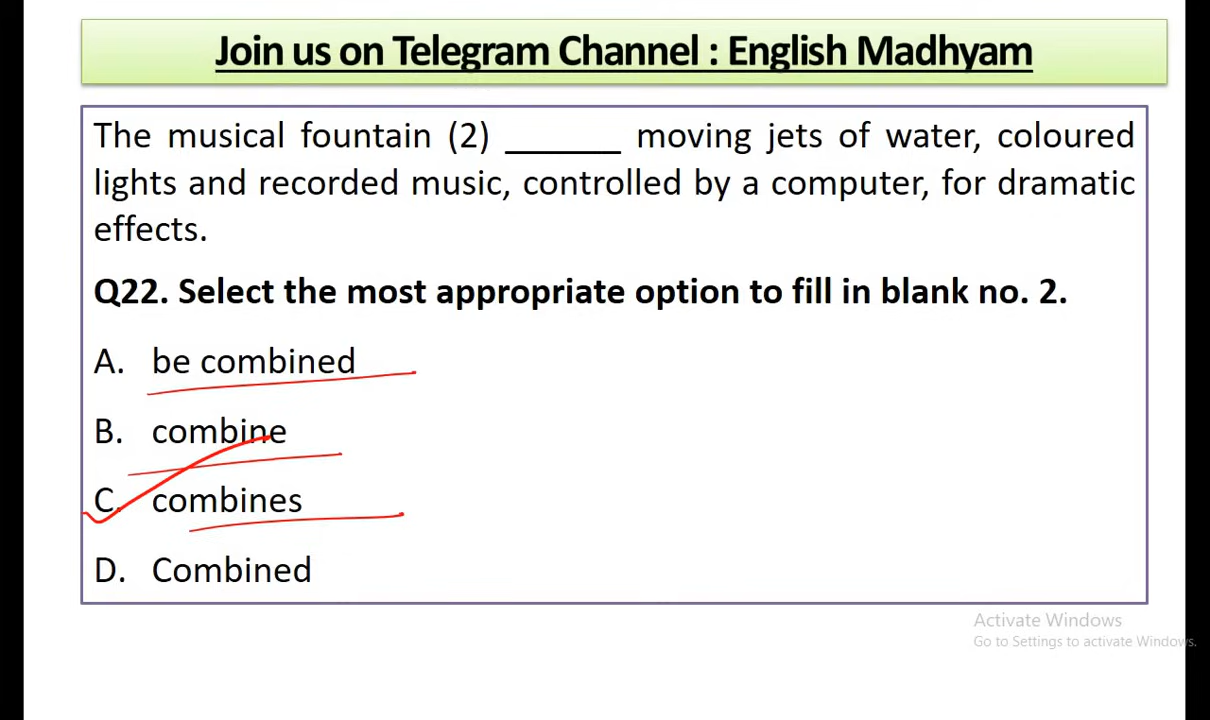 Join us on Telegram Channel : English Madhyam
The musical fountain (2) ______ moving jets of water, coloured
lights and recorded music, controlled by a computer, for dramatic
effects.
Q22. Select the most appropriate option to fill in blank no. 2.
A. be combined
B. combine
C. combines
D. Combined
Activate Windows
Go to Settings to activate Windows.